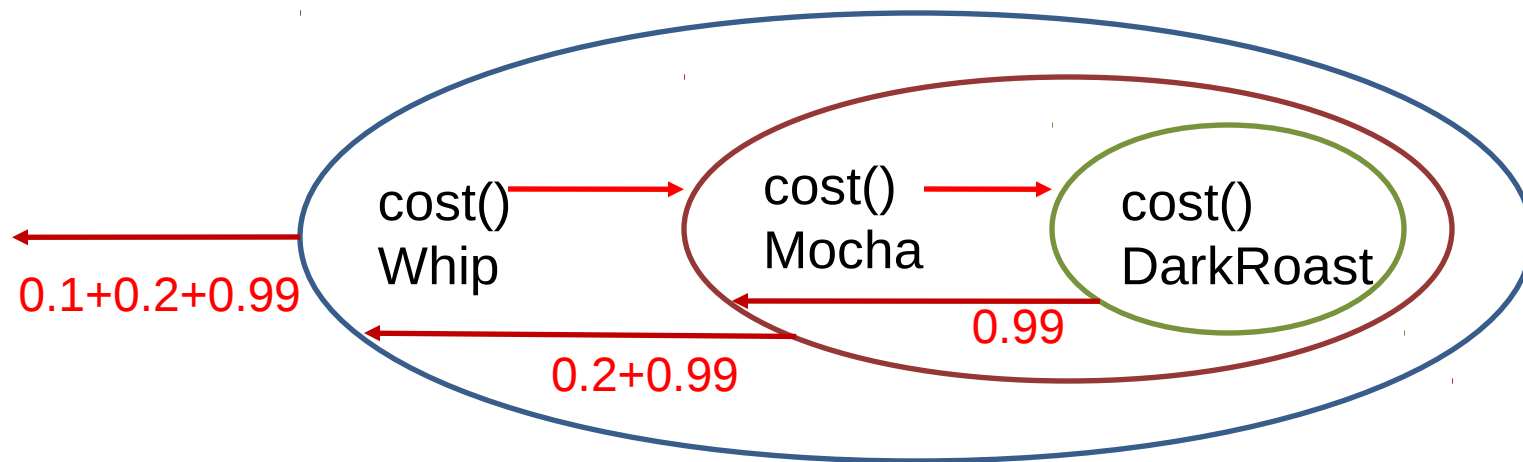 cost()
Whip
cost()
Mocha
cost()
DarkRoast
0.1+0.2+0.99
0.99
0.2+0.99